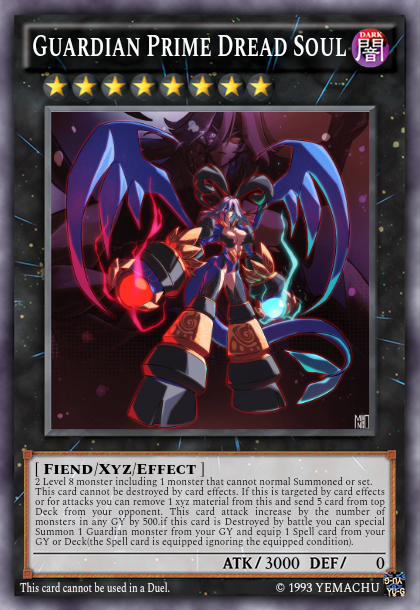 GUARDIAN PRIME DREAD SOUL
DARK
闇
[ FIEND/XYZ/EFFECT ]
2 Level 8 monster including 1 monster that cannot normal Summoned or set.
This card cannot be destroyed by card effects. If this is targeted by card effects
or for attacks you can remove 1 xyz material from this and send 5 card from top
Deck from your opponent. This card attack increase by the number of
monsters in any GY by 500.if this card is Destroyed by battle you can special
Summon 1 Guardian monster from your GY and equip 1 Spell card from your
GY or Deck(the Spell card is equipped ignoring the equipped condition).
ATK/ 3000 DEF/ 0
This card cannot be used in a Duel.
© 1993 YEMACHU